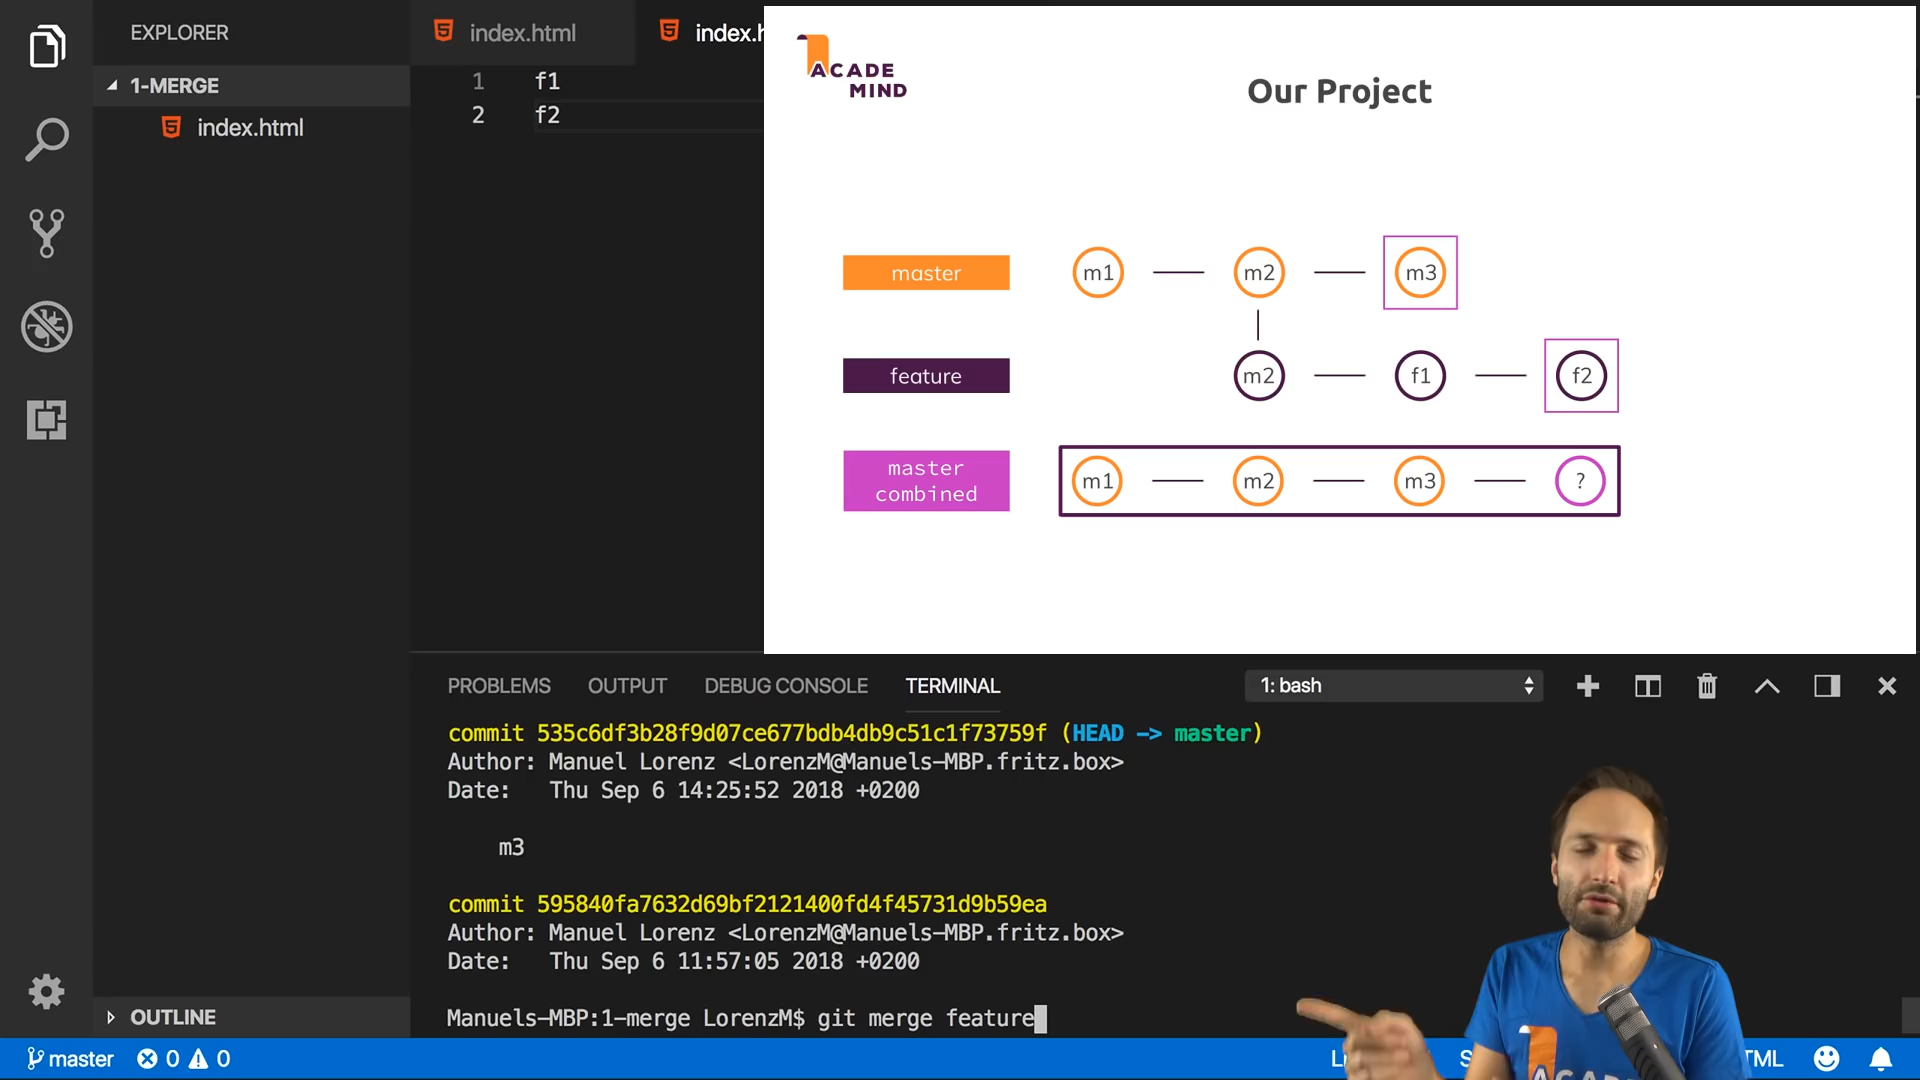 EXPLORER
1-MERGE
index.html
OUTLINE
index.html
index.h
1 f1
2 f2
ACADE
MIND
Our Project
master m1 m2 m3
feature m2 f1 f2
master
combined
m1 m2 m3 ?
PROBLEMS OUTPUT DEBUG CONSOLE TERMINAL 1: bash
commit 535c6df3b28f9d07ce677bdb4db9c51c1f73759f (HEAD -> master)
Author: Manuel Lorenz <LorenzM@Manuels-MBP.fritz.box>
Date: Thu Sep 6 14:25:52 2018 +0200
m3
commit 595840fa7632d69bf2121400fd4f45731d9b59ea
Author: Manuel Lorenz <LorenzM@Manuels-MBP.fritz.box>
Date: Thu Sep 6 11:57:05 2018 +0200
Manuels-MBP:1-merge LorenzM$ git merge feature
master 0 0
TML